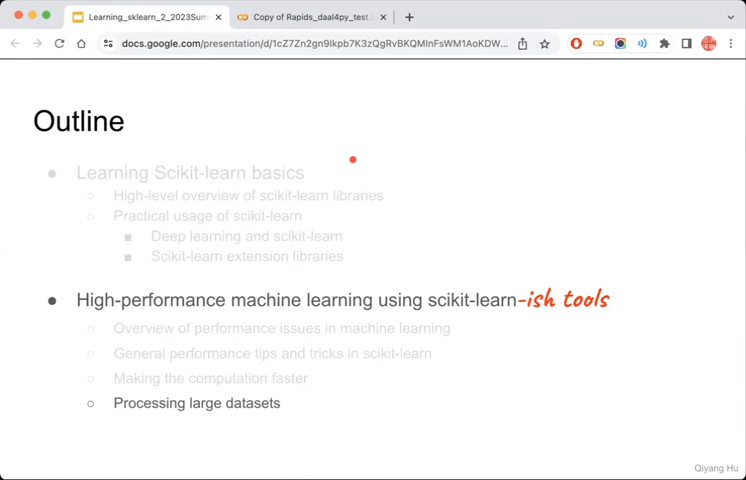 Learning_sklearn_2_2023Sum
Copy of Rapids_daal4py_test.i
docs.google.com/presentation/d/1cZ7Zn2gn9Ikpb7K3zQgRvBKQMInFsWM1AoKDW...
Outline
Learning Scikit-learn basics
High-level overview of scikit-learn libraries
Practical usage of scikit-learn
Deep learning and scikit-learn
Scikit-learn extension libraries
High-performance machine learning using scikit-learn-ish tools
Overview of performance issues in machine learning
General performance tips and tricks in scikit-learn
Making the computation faster
Processing large datasets
Qiyang Hu